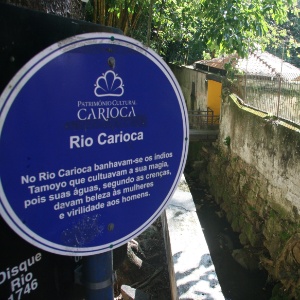 PATRIMÔNIO CULTURAL
CARIOCA
Rio Carioca
No Rio Carioca banhavam-se os índios
Tamoyo que cultuavam a sua magia,
pois suas águas, segundo as crenças,
davam beleza às mulheres
e virilidade aos homens.
Disque
Rio
1746